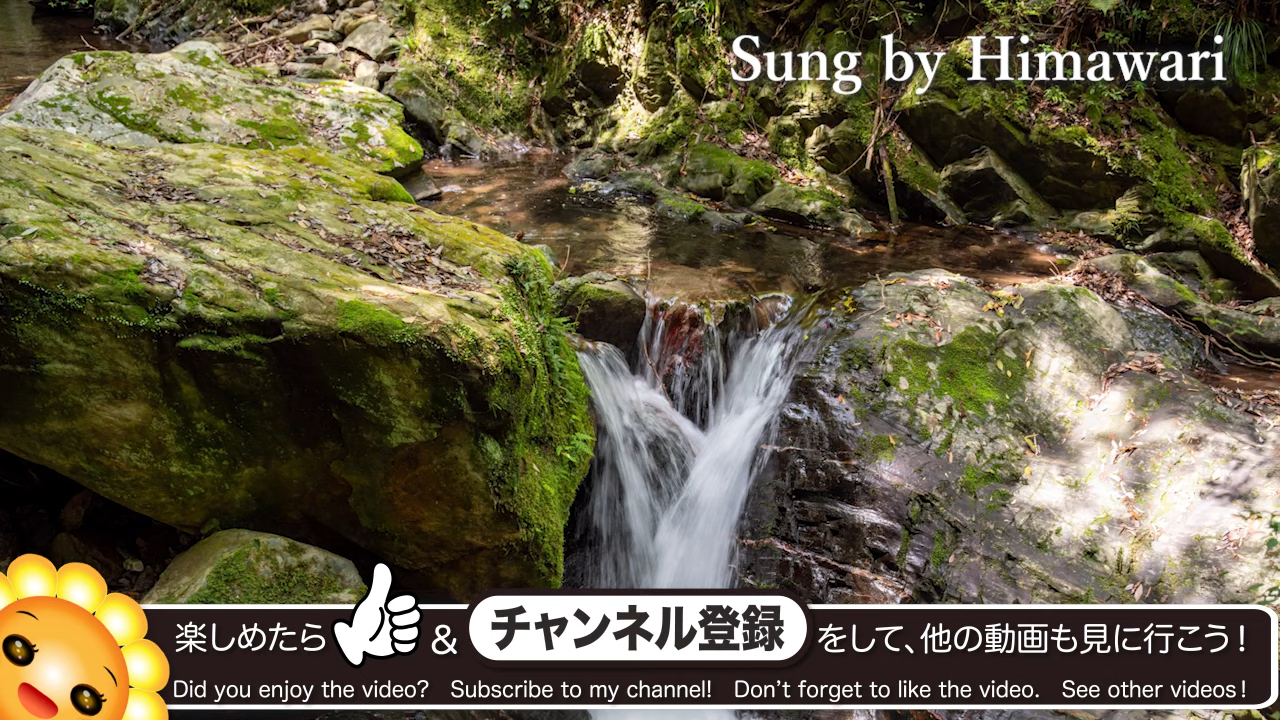 Sung by Himawari
楽しめたら & チャンネル登録 をして、他の動画も見に行こう!
Did you enjoy the video? Subscribe to my channel! Don't forget to like the video. See other videos!